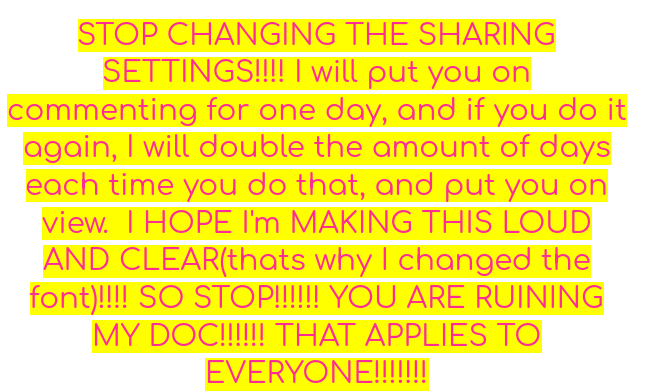 STOP CHANGING THE SHARING
SETTINGS!!!! I will put you on
commenting for one day, and if you do it
again, I will double the amount of days
each time you do that, and put you on
view.  I HOPE I'm MAKING THIS LOUD
AND CLEAR(thats why I changed the
font)!!!! SO STOP!!!!!! YOU ARE RUINING
MY DOC!!!!!! THAT APPLIES TO
EVERYONE!!!!!!!